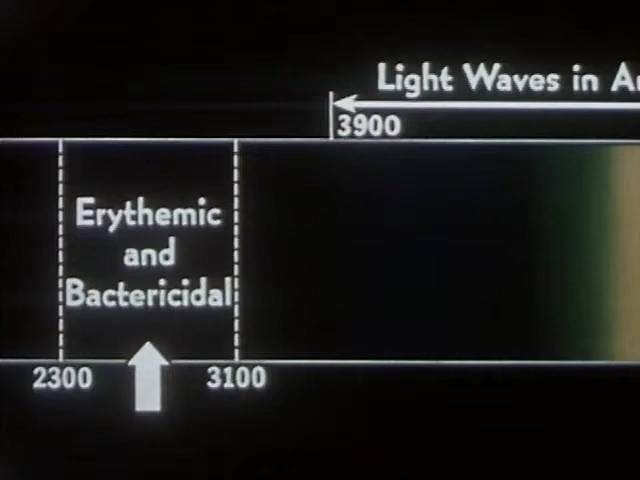 Light Waves in
3900
Erythemic
and
Bactericidal
2300
3100